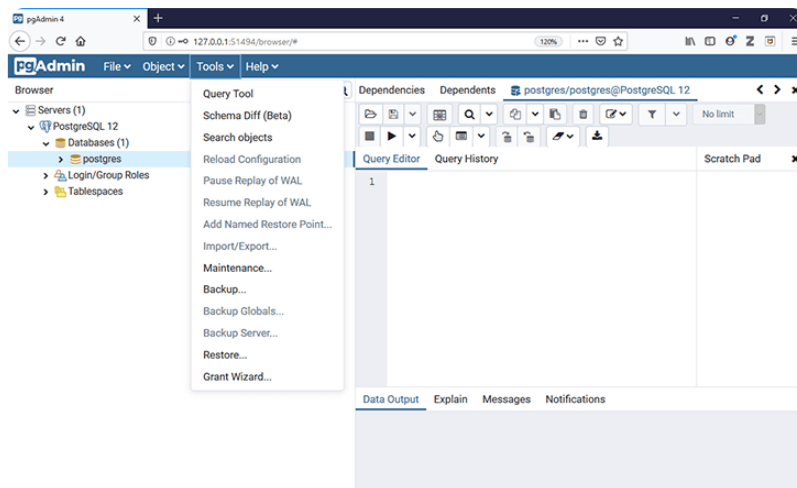 pgAdmin 4
127.0.0.1:51494/browser/#
120%
pgAdmin File Object Tools Help
Browser
Servers (1)
PostgreSQL 12
Databases (1)
postgres
Login/Group Roles
Tablespaces
Query Tool
Schema Diff (Beta)
Search objects
Reload Configuration
Pause Replay of WAL
Resume Replay of WAL
Add Named Restore Point...
Import/Export...
Maintenance...
Backup...
Backup Globals...
Backup Server...
Restore...
Grant Wizard...
Dependencies Dependents postgres/postgres@PostgreSQL 12
No limit
Query Editor Query History Scratch Pad
1
Data Output Explain Messages Notifications